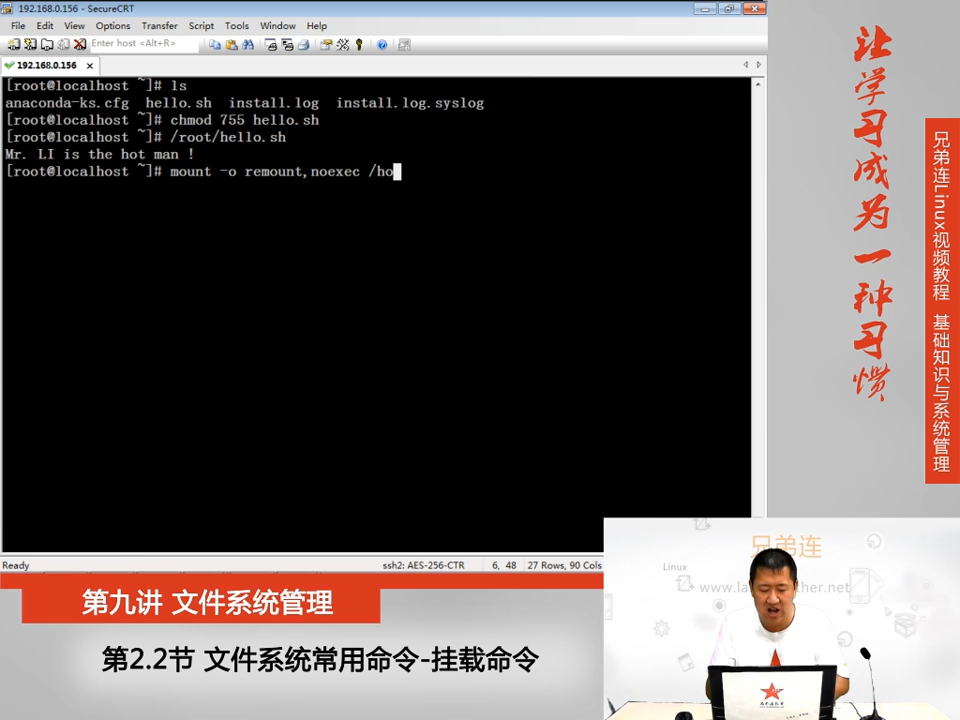 192.168.0.156 - SecureCRT
File Edit View Options Transfer Script Tools Window Help
Enter host <Alt+R>
192.168.0.156
[root@localhost ~]# ls
anaconda-ks.cfg hello.sh install.log install.log.syslog
[root@localhost ~]# chmod 755 hello.sh
[root@localhost ~]# /root/hello.sh
Mr. LI is the hot man !
[root@localhost ~]# mount -o remount,noexec /ho
Ready ssh2: AES-256-CTR 6, 48 27 Rows, 90 Cols
让学习成为一种习惯
兄弟连Linux视频教程 基础知识与系统管理
第九讲 文件系统管理
第2.2节 文件系统常用命令-挂载命令
兄弟连
Linux